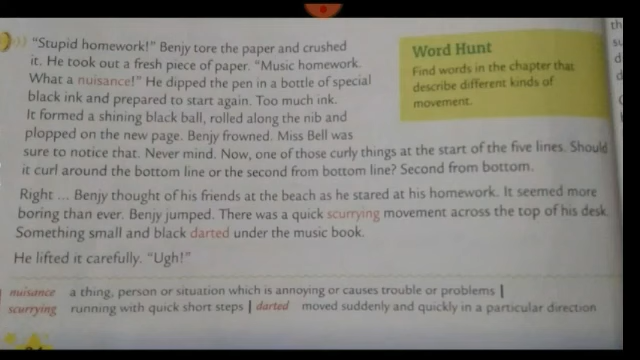 "Stupid homework!" Benjy tore the paper and crushed
it. He took out a fresh piece of paper. "Music homework.
What a nuisance!" He dipped the pen in a bottle of special
black ink and prepared to start again. Too much ink.
It formed a shining black ball, rolled along the nib and
plopped on the new page. Benjy frowned. Miss Bell was
sure to notice that. Never mind. Now, one of those curly things at the start of the five lines. Should
it curl around the bottom line or the second from bottom line? Second from bottom.
Right ... Benjy thought of his friends at the beach as he stared at his homework. It seemed more
boring than ever. Benjy jumped. There was a quick scurrying movement across the top of his desk.
Something small and black darted under the music book.
He lifted it carefully. "Ugh!"
Word Hunt
Find words in the chapter that
describe different kinds of
movement.
nuisance a thing, person or situation which is annoying or causes trouble or problems |
scurrying running with quick short steps | darted moved suddenly and quickly in a particular direction